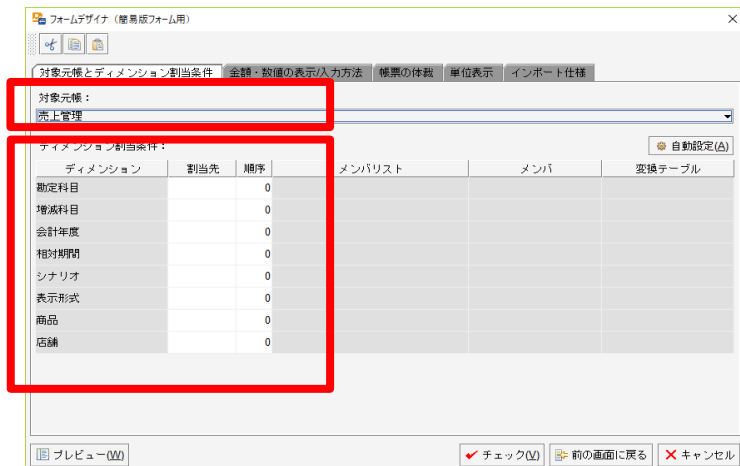 フォームデザイナ（簡易版フォーム用）
対象元帳とディメンション割当条件 金額・数値の表示/入力方法 帳票の体裁 単位表示 インポート仕様
対象元帳：
売上管理
ディメンション割当条件： 自動設定(A)
ディメンション 割当先 順序 メンバリスト メンバ 変換テーブル
勘定科目 0
増減科目 0
会計年度 0
相対期間 0
シナリオ 0
表示形式 0
商品 0
店舗 0
プレビュー(W) チェック(V) 前の画面に戻る キャンセル